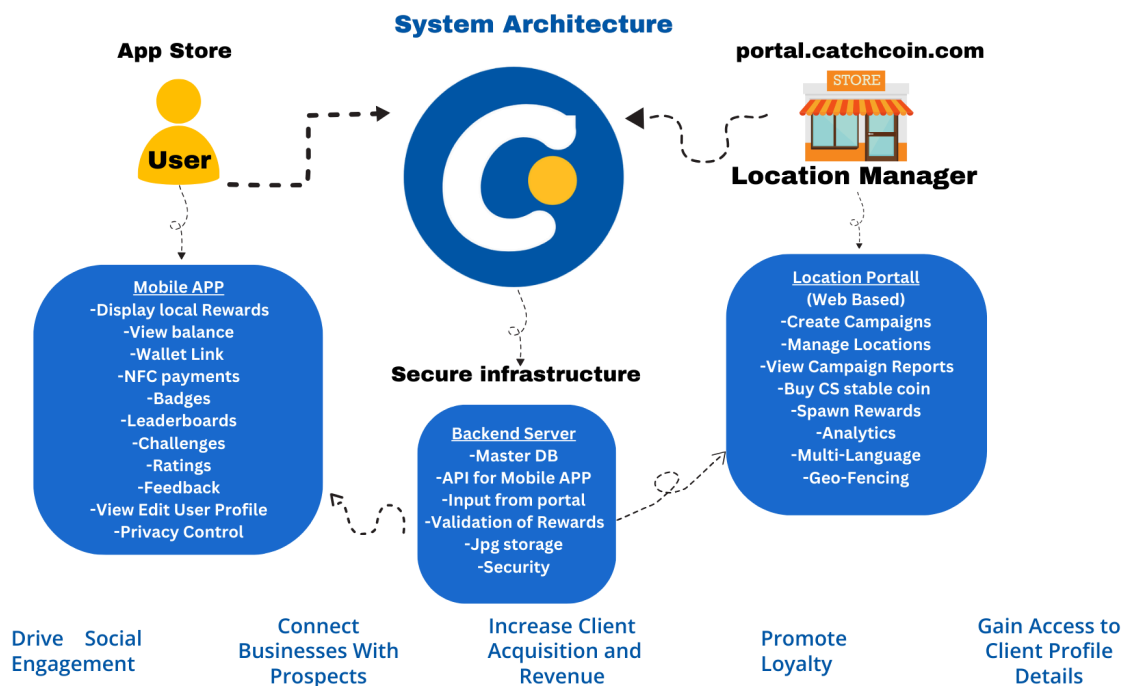 System Architecture
App Store
portal.catchcoin.com
STORE
User
Location Manager
Mobile APP
-Display local Rewards
-View balance
-Wallet Link
-NFC payments
-Badges
-Leaderboards
-Challenges
-Ratings
-Feedback
-View Edit User Profile
-Privacy Control
Location Portall
(Web Based)
-Create Campaigns
-Manage Locations
-View Campaign Reports
-Buy CS stable coin
-Spawn Rewards
-Analytics
-Multi-Language
-Geo-Fencing
Secure infrastructure
Backend Server
-Master DB
-API for Mobile APP
-Input from portal
-Validation of Rewards
-Jpg storage
-Security
Drive Social
Engagement
Connect
Businesses With
Prospects
Increase Client
Acquisition and
Revenue
Promote
Loyalty
Gain Access to
Client Profile
Details